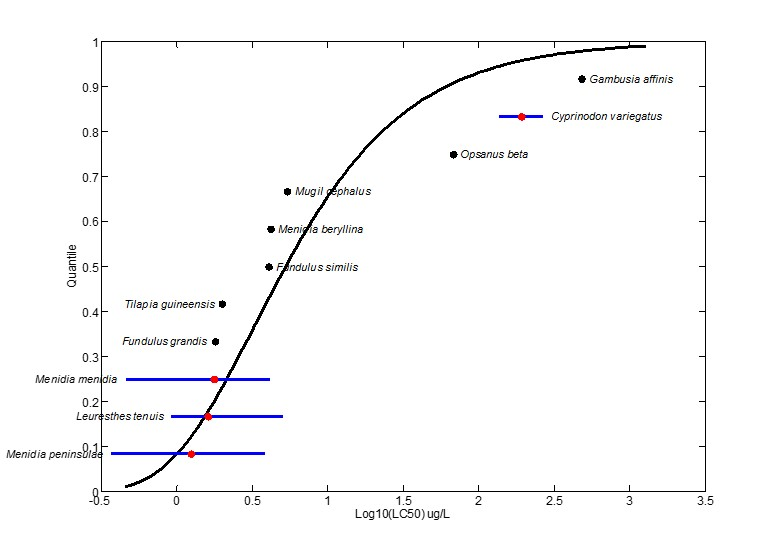 1
0.9
Gambusia affinis
Cyprinodon variegatus
0.8
Opsanus beta
0.7
Mugil cephalus
0.6
Menidia beryllina
Quantile
0.5
Fundulus similis
0.4
Tilapia guineensis
Fundulus grandis
0.3
Menidia menidia
0.2
Leuresthes tenuis
0.1
Menidia peninsulae
0
-0.5 0 0.5 1 1.5 2 2.5 3 3.5
Log10(LC50) ug/L